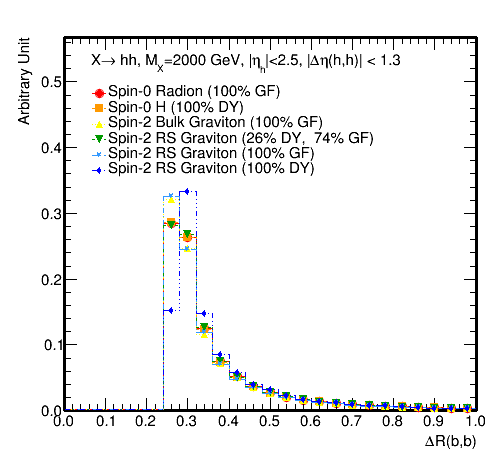 X→ hh, M_X=2000 GeV, |η_h|<2.5, |Δη(h,h)| < 1.3
Spin-0 Radion (100% GF)
Spin-0 H (100% DY)
Spin-2 Bulk Graviton (100% GF)
Spin-2 RS Graviton (26% DY, 74% GF)
Spin-2 RS Graviton (100% GF)
Spin-2 RS Graviton (100% DY)
Arbitrary Unit
0.5
0.4
0.3
0.2
0.1
0.0
0.0 0.1 0.2 0.3 0.4 0.5 0.6 0.7 0.8 0.9 1.0
ΔR(b,b)